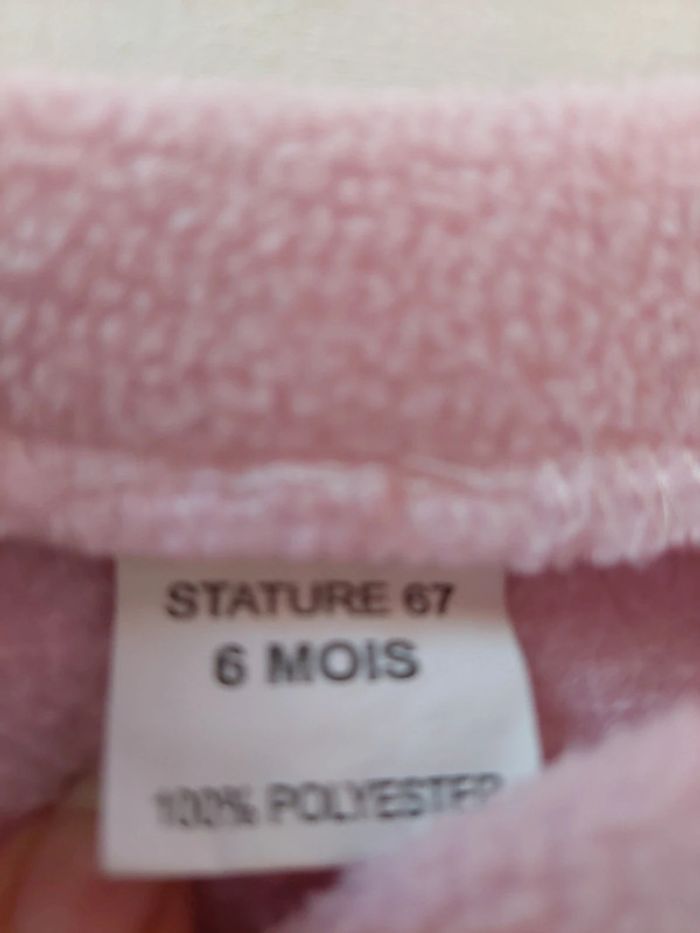 STATURE 67
6 MOIS
100% POLYESTER